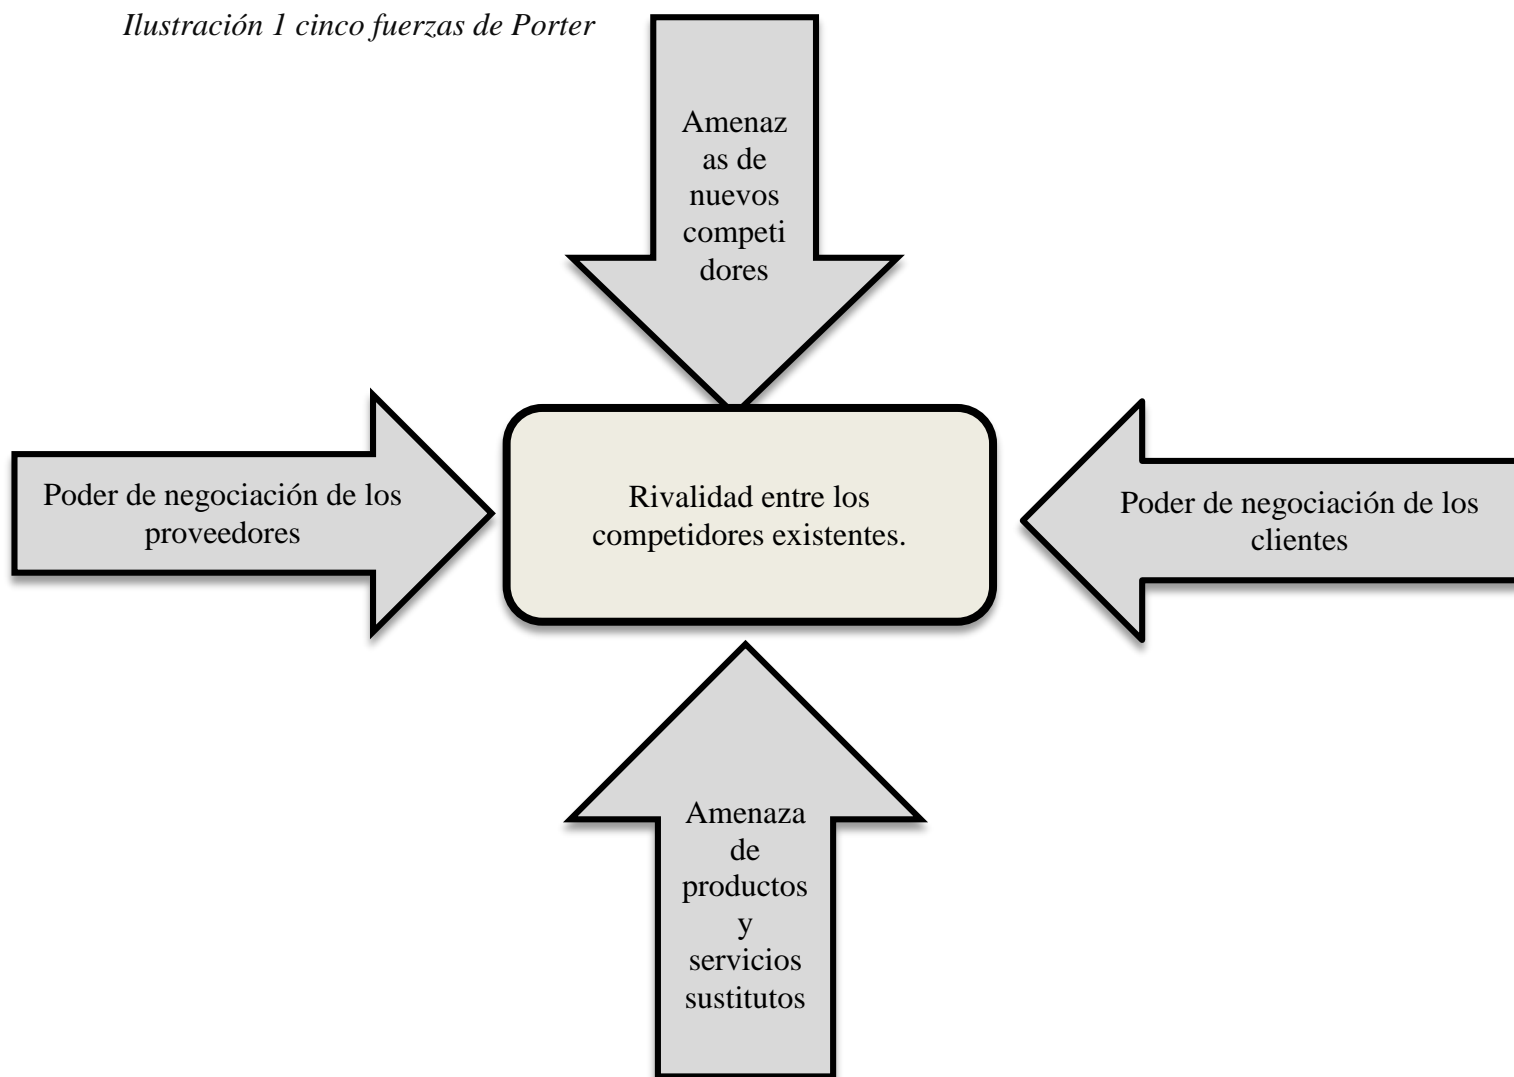 Ilustración 1 cinco fuerzas de Porter
Amenaz
as de
nuevos
competi
dores
Poder de negociación de los
proveedores
Rivalidad entre los
competidores existentes.
Poder de negociación de los
clientes
Amenaza
de
productos
y
servicios
sustitutos